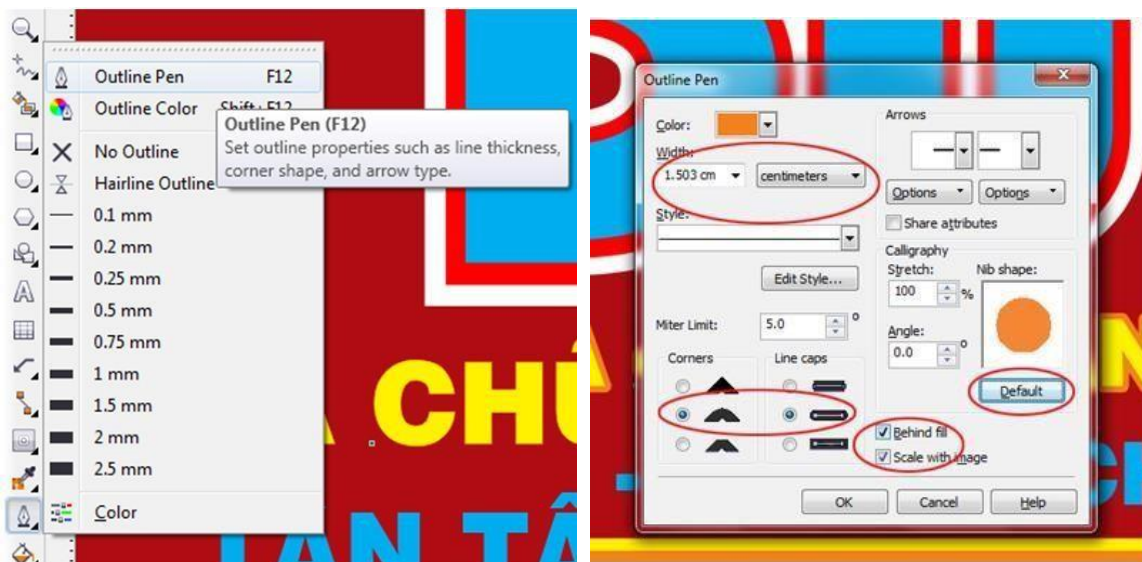 Outline Pen F12
Outline Color Shift+F12
Outline Pen (F12)
Set outline properties such as line thickness,
corner shape, and arrow type.
No Outline
Hairline Outline
0.1 mm
0.2 mm
0.25 mm
0.5 mm
0.75 mm
1 mm
1.5 mm
2 mm
2.5 mm
Color
CHÚ
TÂN TÂ
Outline Pen
Color:
Width:
1.503 cm
centimeters
Style:
Edit Style...
Miter Limit:
5.0 °
Corners
Line caps
Arrows
Options
Options
Share attributes
Calligraphy
Stretch:
Nib shape:
100 %
Angle:
0.0 °
Default
Behind fill
Scale with image
OK
Cancel
Help